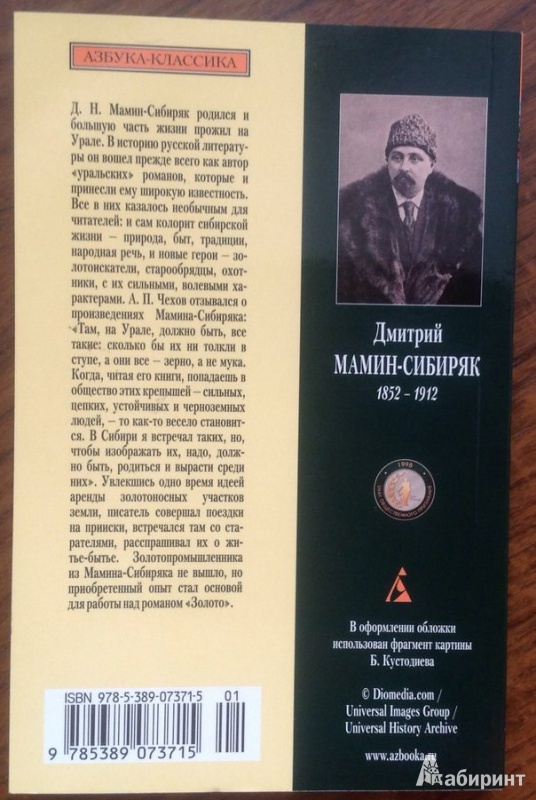 АЗБУКА-КЛАССИКА
Д. Н. Мамин-Сибиряк родился и
большую часть жизни прожил на
Урале. В историю русской литерату-
ры он вошел прежде всего как автор
«уральских» романов, которые и
принесли ему широкую известность.
Все в них казалось необычным для
читателей: и сам колорит сибирской
жизни – природа, быт, традиции,
народная речь, и новые герои – зо-
лотоискатели, старообрядцы, охот-
ники, с их сильными, волевыми ха-
рактерами. А. П. Чехов отзывался о
произведениях Мамина-Сибиряка:
«Там, на Урале, должно быть, все
такие: сколько бы их ни толкли в
ступе, а они все – зерно, а не мука.
Когда, читая его книги, попадаешь в
общество этих крепышей – сильных,
цепких, устойчивых и черноземных
людей, – то как-то весело становит-
ся. В Сибири я встречал таких, но,
чтобы изображать их, надо, долж-
но быть, родиться и вырасти среди
них». Увлекшись одно время идеей
аренды золотоносных участков
земли, писатель совершал поездки
на прииски, встречался там со ста-
рателями, расспрашивал их о жи-
тье-бытье. Золотопромышленника
из Мамина-Сибиряка не вышло, но
приобретенный опыт стал основой
для работы над романом «Золото».
ISBN 978-5-389-07371-5
01
9 785389 073715
Дмитрий
МАМИН-СИБИРЯК
1852 – 1912
1998
В оформлении обложки
использован фрагмент картины
Б. Кустодиева
© Diomedia.com /
Universal Images Group /
Universal History Archive
www.azbooka.ru
Лабиринт